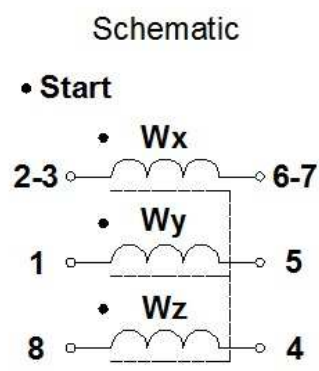 Schematic
• Start
• Wx
2-3 6-7
• Wy
1 5
• Wz
8 4